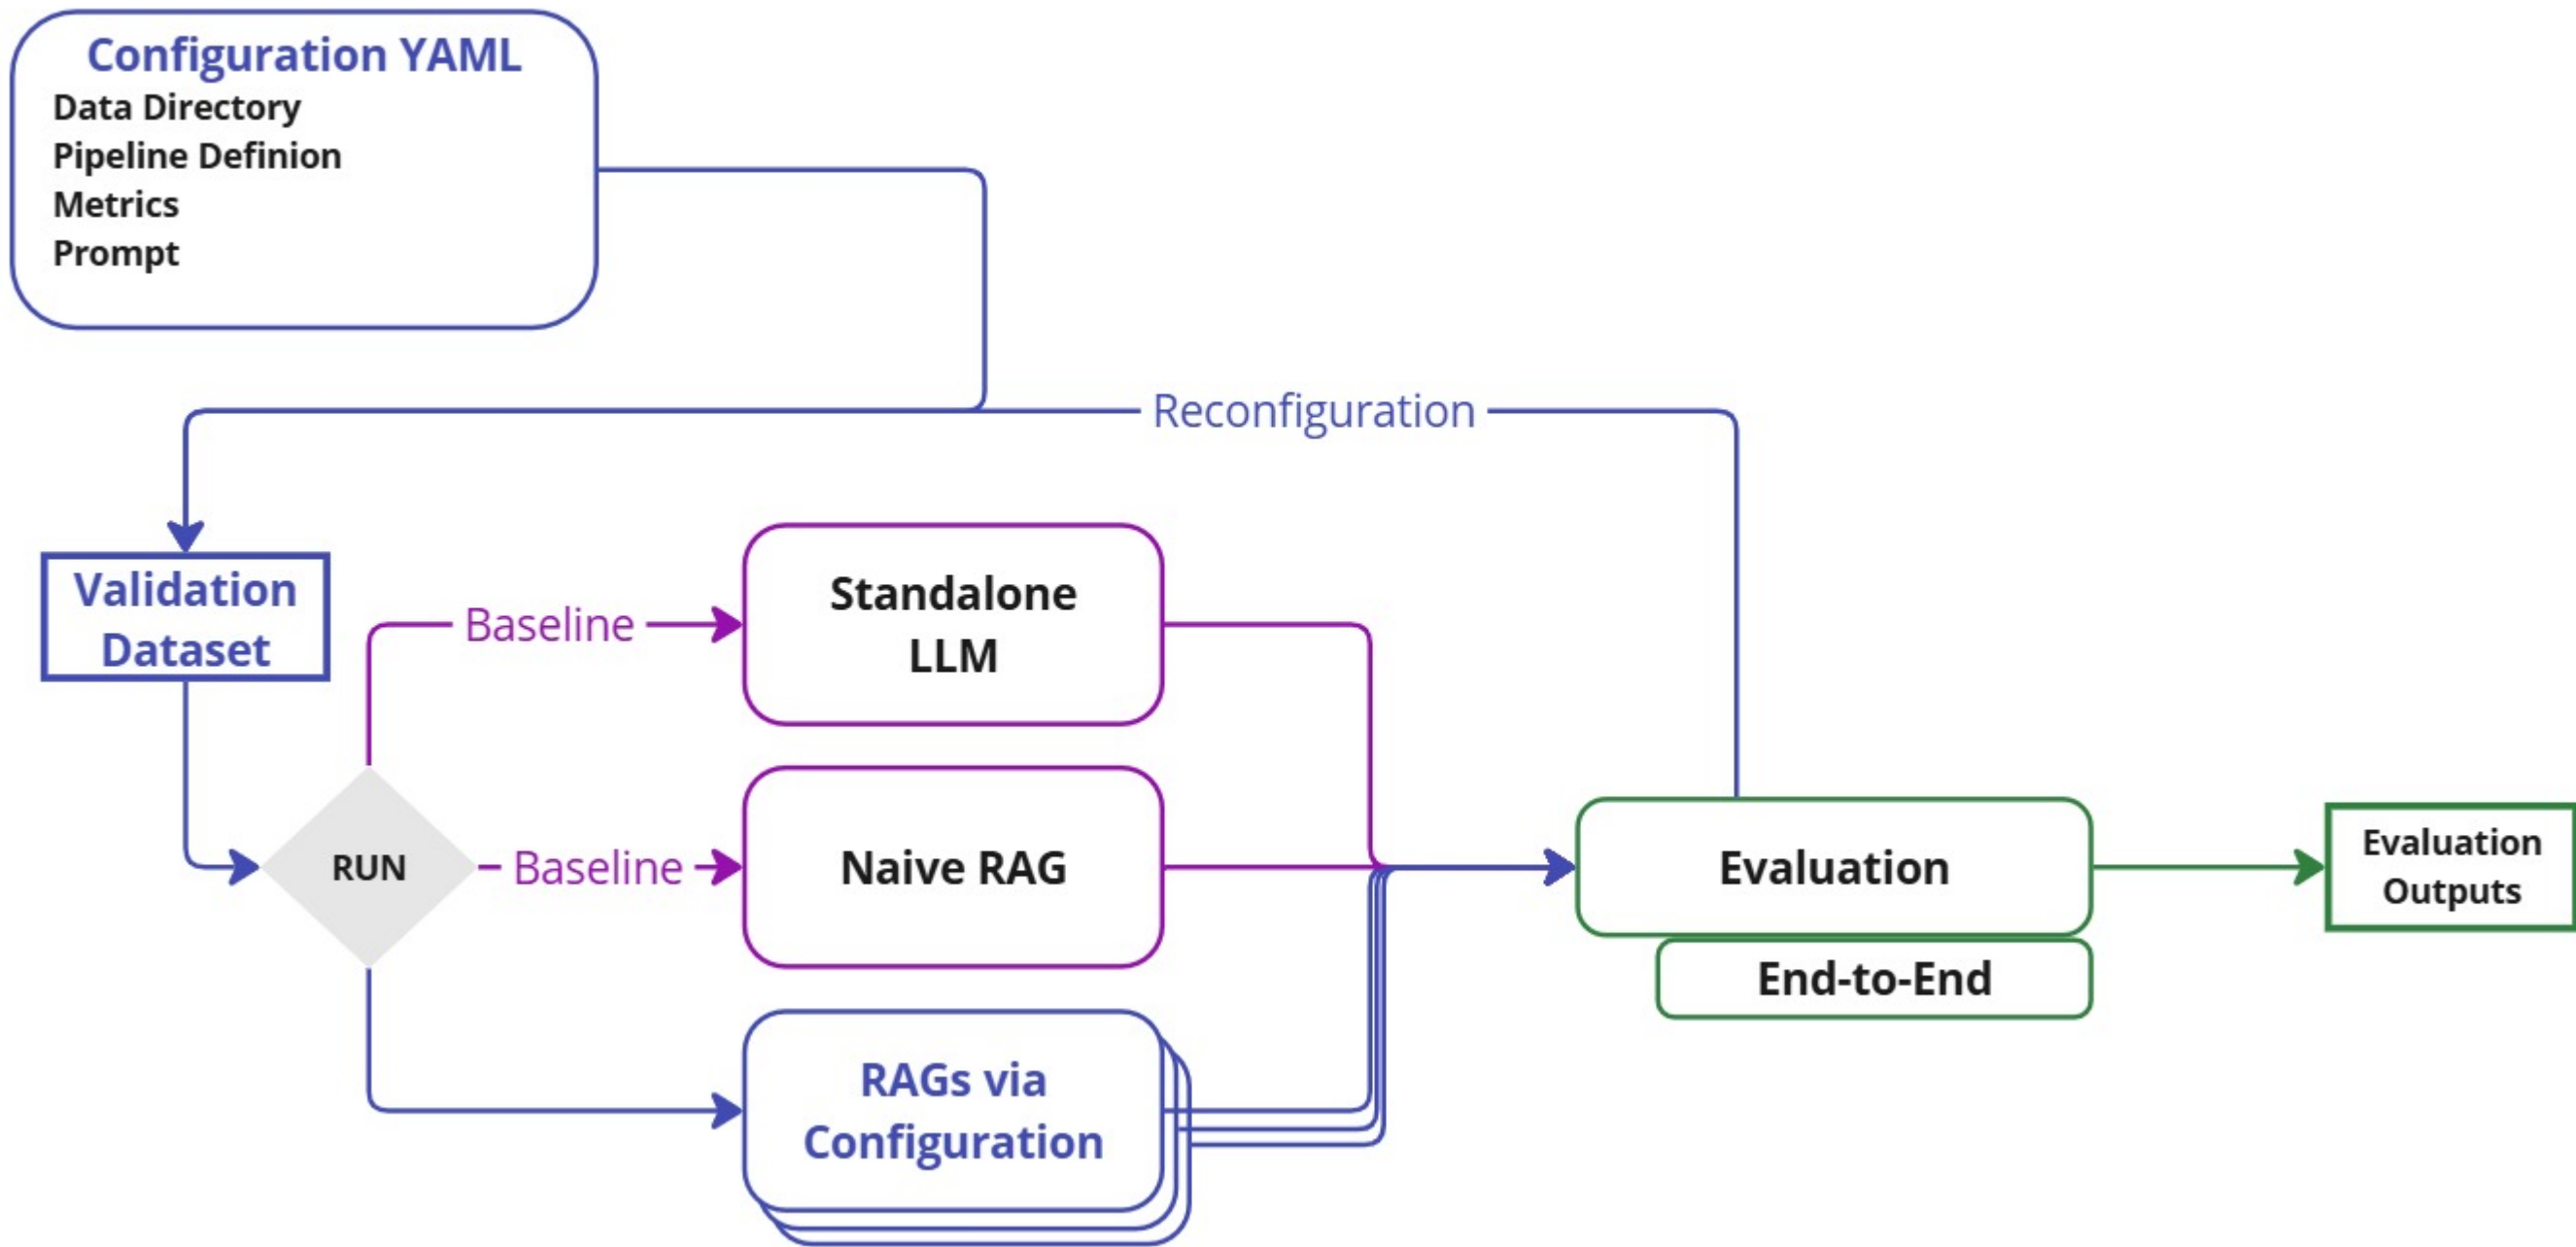 Configuration YAML
Data Directory
Pipeline Definion
Metrics
Prompt
Reconfiguration
Validation
Dataset
Baseline
Standalone
LLM
RUN
Baseline
Naive RAG
Evaluation
Evaluation
Outputs
End-to-End
RAGs via
Configuration